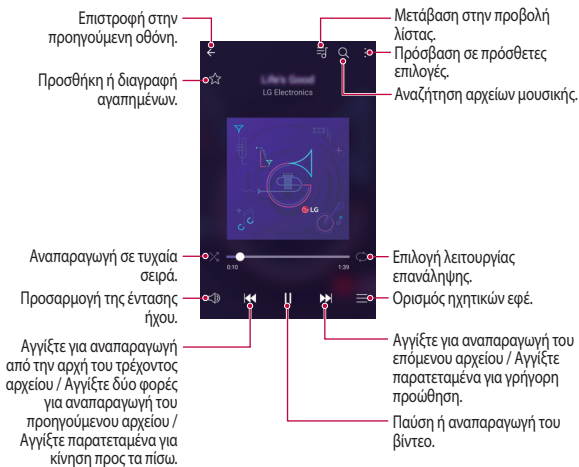 Επιστροφή στην
προηγούμενη οθόνη.
Προσθήκη ή διαγραφή
αγαπημένων.
Αναπαραγωγή σε τυχαία
σειρά.
Προσαρμογή της έντασης
ήχου.
Αγγίξτε για αναπαραγωγή
από την αρχή του τρέχοντος
αρχείου / Αγγίξτε δύο φορές
για αναπαραγωγή του
προηγούμενου αρχείου /
Αγγίξτε παρατεταμένα για
κίνηση προς τα πίσω.
Life's Good
LG Electronics
LG
0:10
1:39
Μετάβαση στην προβολή
λίστας.
Πρόσβαση σε πρόσθετες
επιλογές.
Αναζήτηση αρχείων μουσικής.
Επιλογή λειτουργίας
επανάληψης.
Ορισμός ηχητικών εφέ.
Αγγίξτε για αναπαραγωγή του
επόμενου αρχείου / Αγγίξτε
παρατεταμένα για γρήγορη
προώθηση.
Παύση ή αναπαραγωγή του
βίντεο.